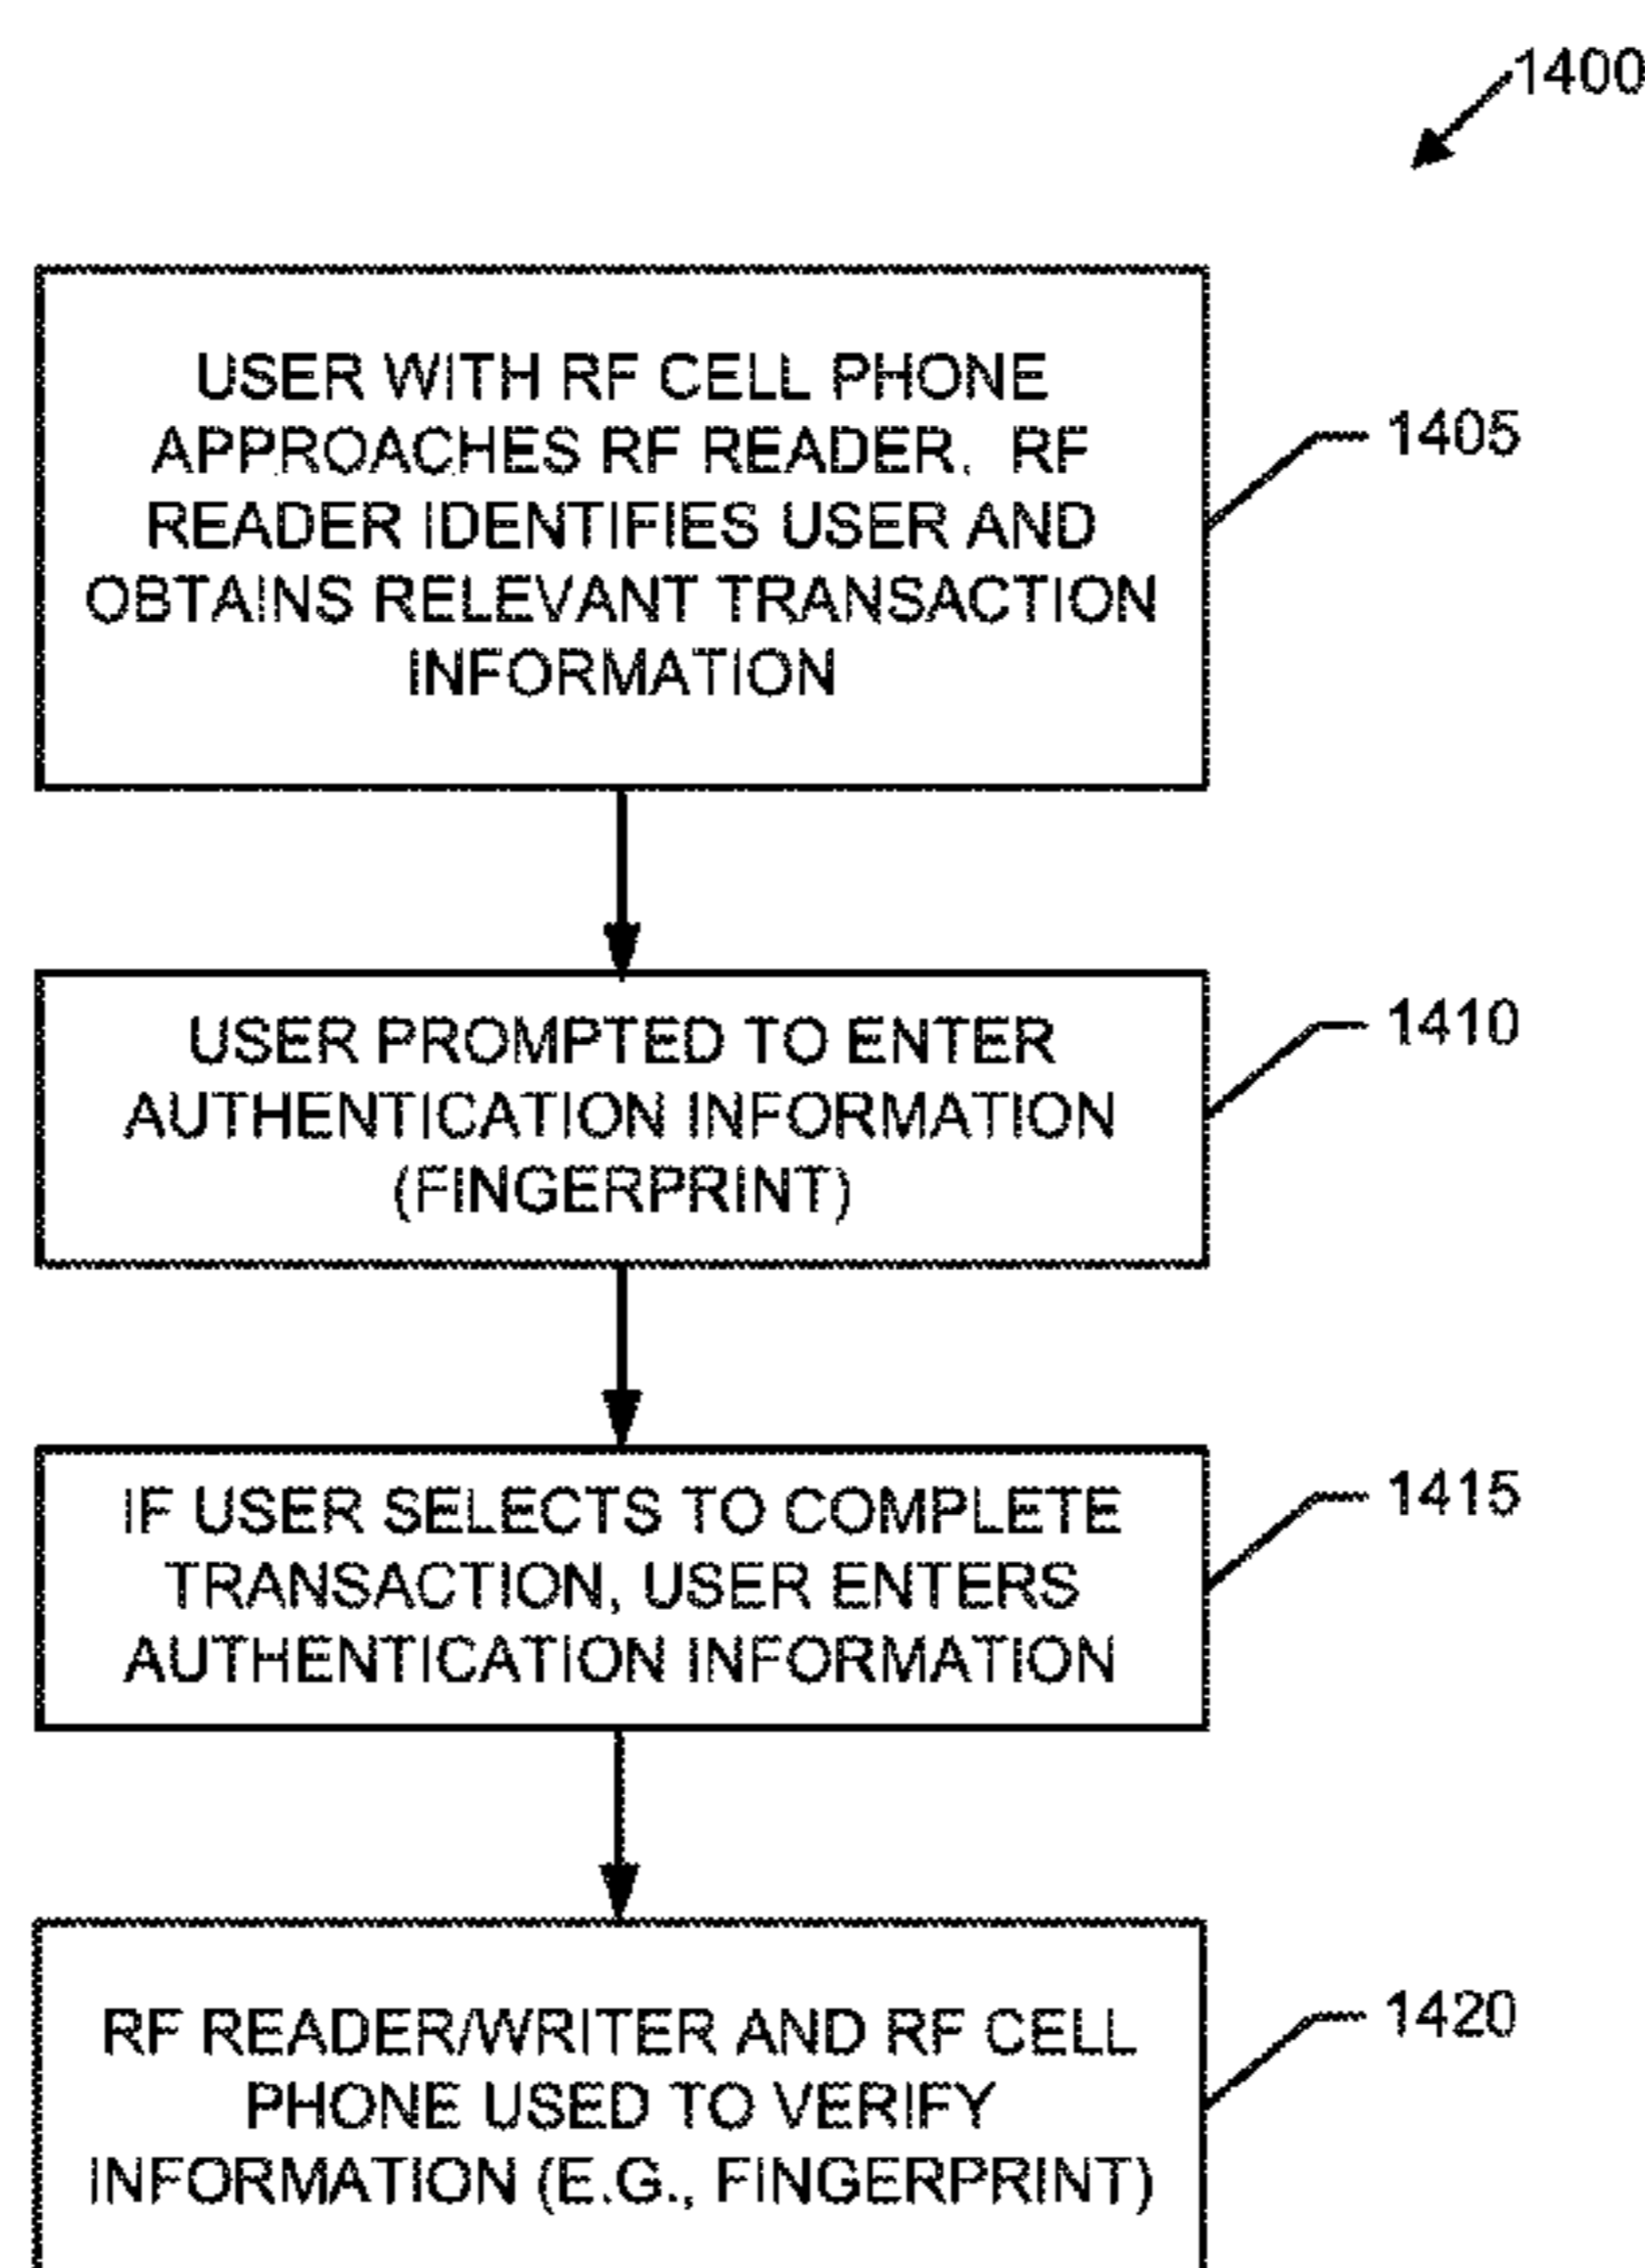 1400
USER WITH RF CELL PHONE
APPROACHES RF READER. RF
READER IDENTIFIES USER AND
OBTAINS RELEVANT TRANSACTION
INFORMATION
1405
USER PROMPTED TO ENTER
AUTHENTICATION INFORMATION
(FINGERPRINT)
1410
IF USER SELECTS TO COMPLETE
TRANSACTION, USER ENTERS
AUTHENTICATION INFORMATION
1415
RF READER/WRITER AND RF CELL
PHONE USED TO VERIFY
INFORMATION (E.G., FINGERPRINT)
1420